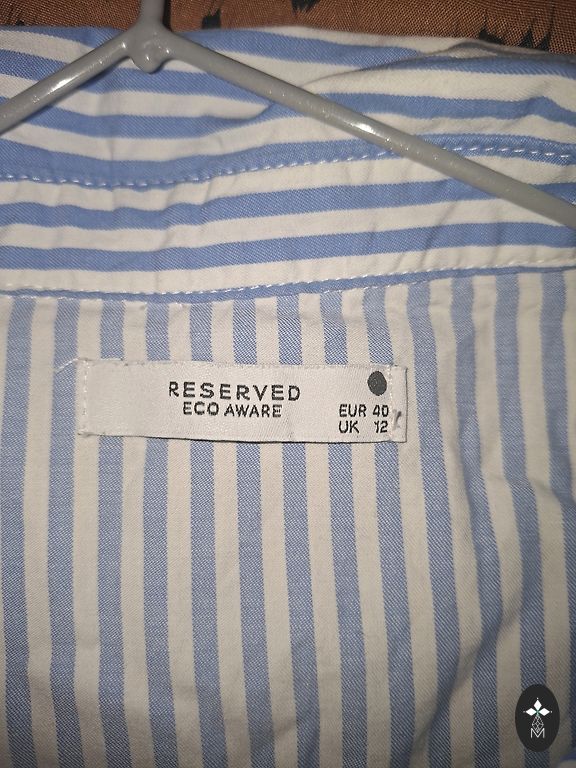 RESERVED
ECO AWARE
EUR 40
UK 12